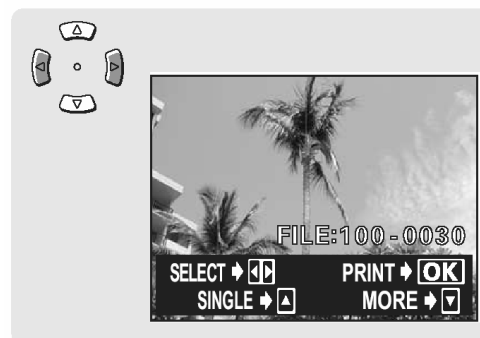 FILE:100-0030
SELECT ➧ ◁▷ PRINT ➧ OK
SINGLE ➧ △ MORE ➧ ▽